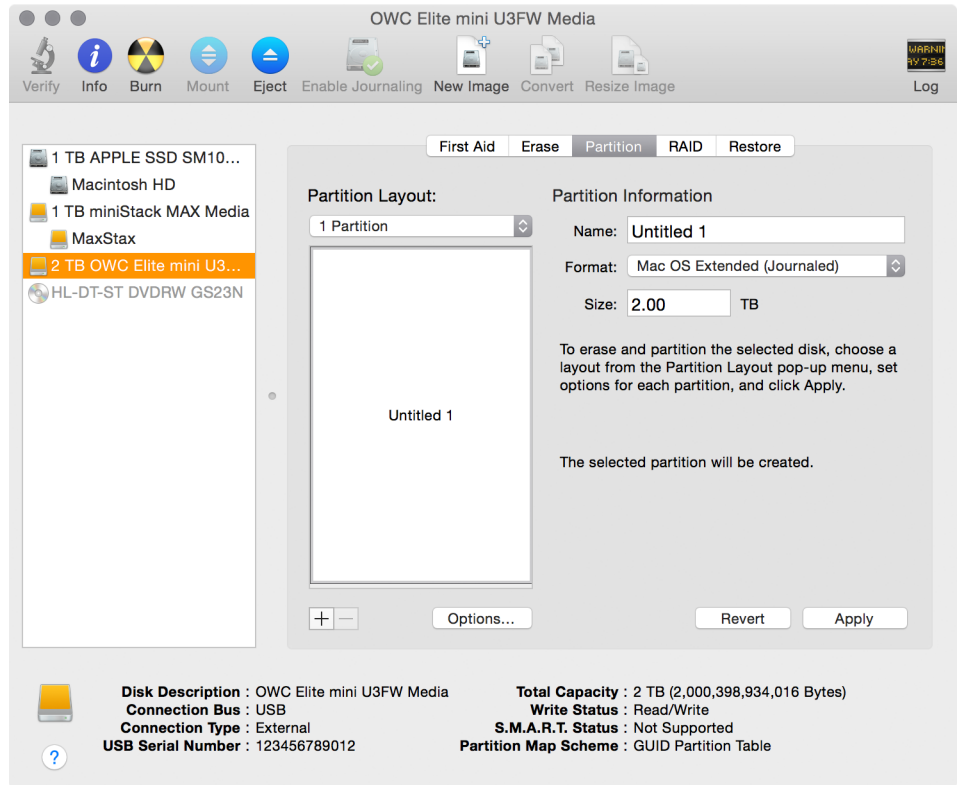 OWC Elite mini U3FW Media
Verify Info Burn Mount Eject Enable Journaling New Image Convert Resize Image Log
WARNIN
AY 7:36
First Aid Erase Partition RAID Restore
1 TB APPLE SSD SM10...
Macintosh HD
1 TB miniStack MAX Media
MaxStax
2 TB OWC Elite mini U3...
HL-DT-ST DVDRW GS23N
Partition Layout:
1 Partition
Untitled 1
+ −
Options...
Partition Information
Name: Untitled 1
Format: Mac OS Extended (Journaled)
Size: 2.00 TB
To erase and partition the selected disk, choose a
layout from the Partition Layout pop-up menu, set
options for each partition, and click Apply.
The selected partition will be created.
Revert Apply
Disk Description : OWC Elite mini U3FW Media
Connection Bus : USB
Connection Type : External
USB Serial Number : 123456789012
Total Capacity : 2 TB (2,000,398,934,016 Bytes)
Write Status : Read/Write
S.M.A.R.T. Status : Not Supported
Partition Map Scheme : GUID Partition Table
?